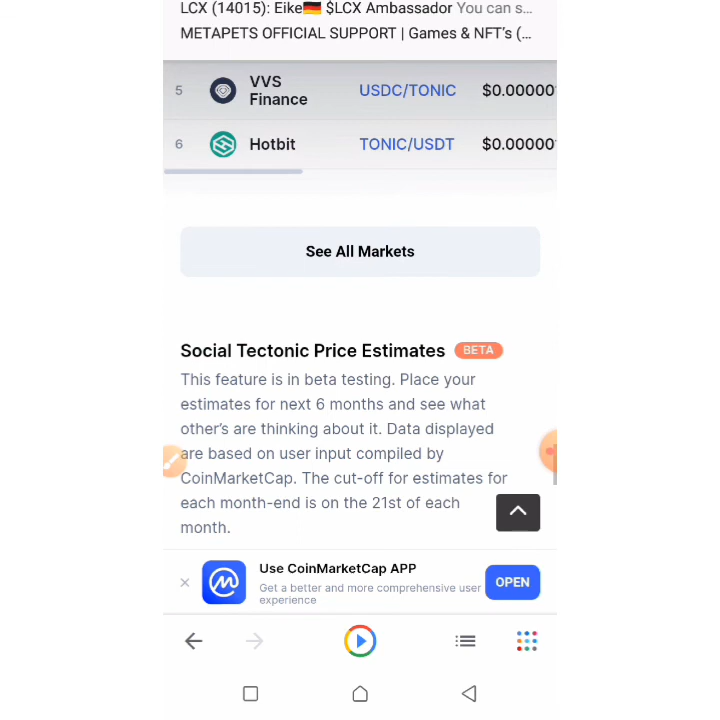 LCX (14015): Eike🇩🇪 $LCX Ambassador You can s...
METAPETS OFFICIAL SUPPORT | Games & NFT's (...
5 VVS Finance USDC/TONIC $0.00000
6 Hotbit TONIC/USDT $0.00000
See All Markets
Social Tectonic Price Estimates BETA
This feature is in beta testing. Place your
estimates for next 6 months and see what
other's are thinking about it. Data displayed
are based on user input compiled by
CoinMarketCap. The cut-off for estimates for
each month-end is on the 21st of each
month.
Use CoinMarketCap APP
Get a better and more comprehensive user
experience
OPEN